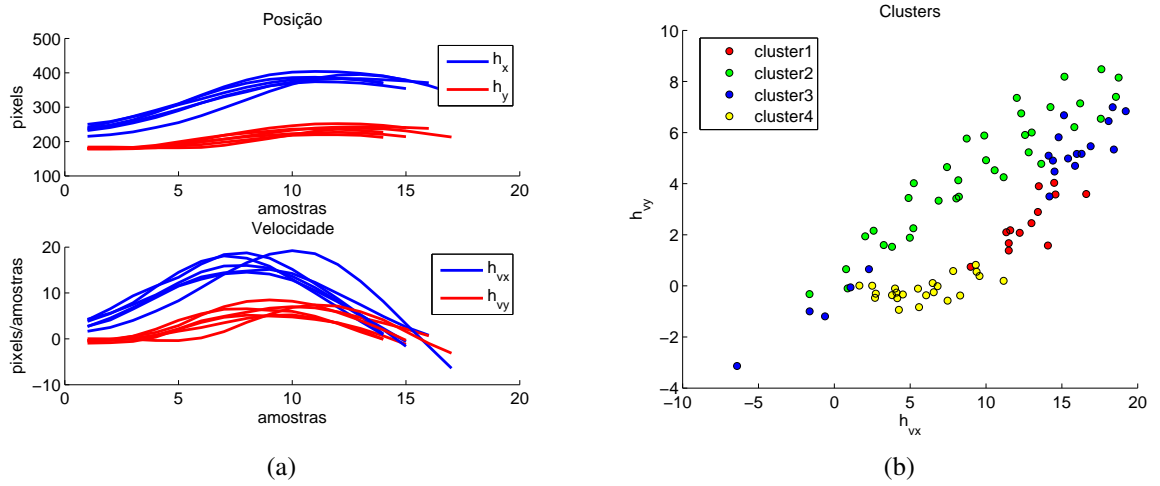 Posição
500
400
300
200
100
pixels
0
5
10
15
20
amostras
h_x
h_y
Velocidade
20
10
0
−10
pixels/amostras
0
5
10
15
20
amostras
h_vx
h_vy
(a)
Clusters
10
8
6
4
2
0
−2
−4
h_vy
−10
−5
0
5
10
15
20
h_vx
cluster1
cluster2
cluster3
cluster4
(b)